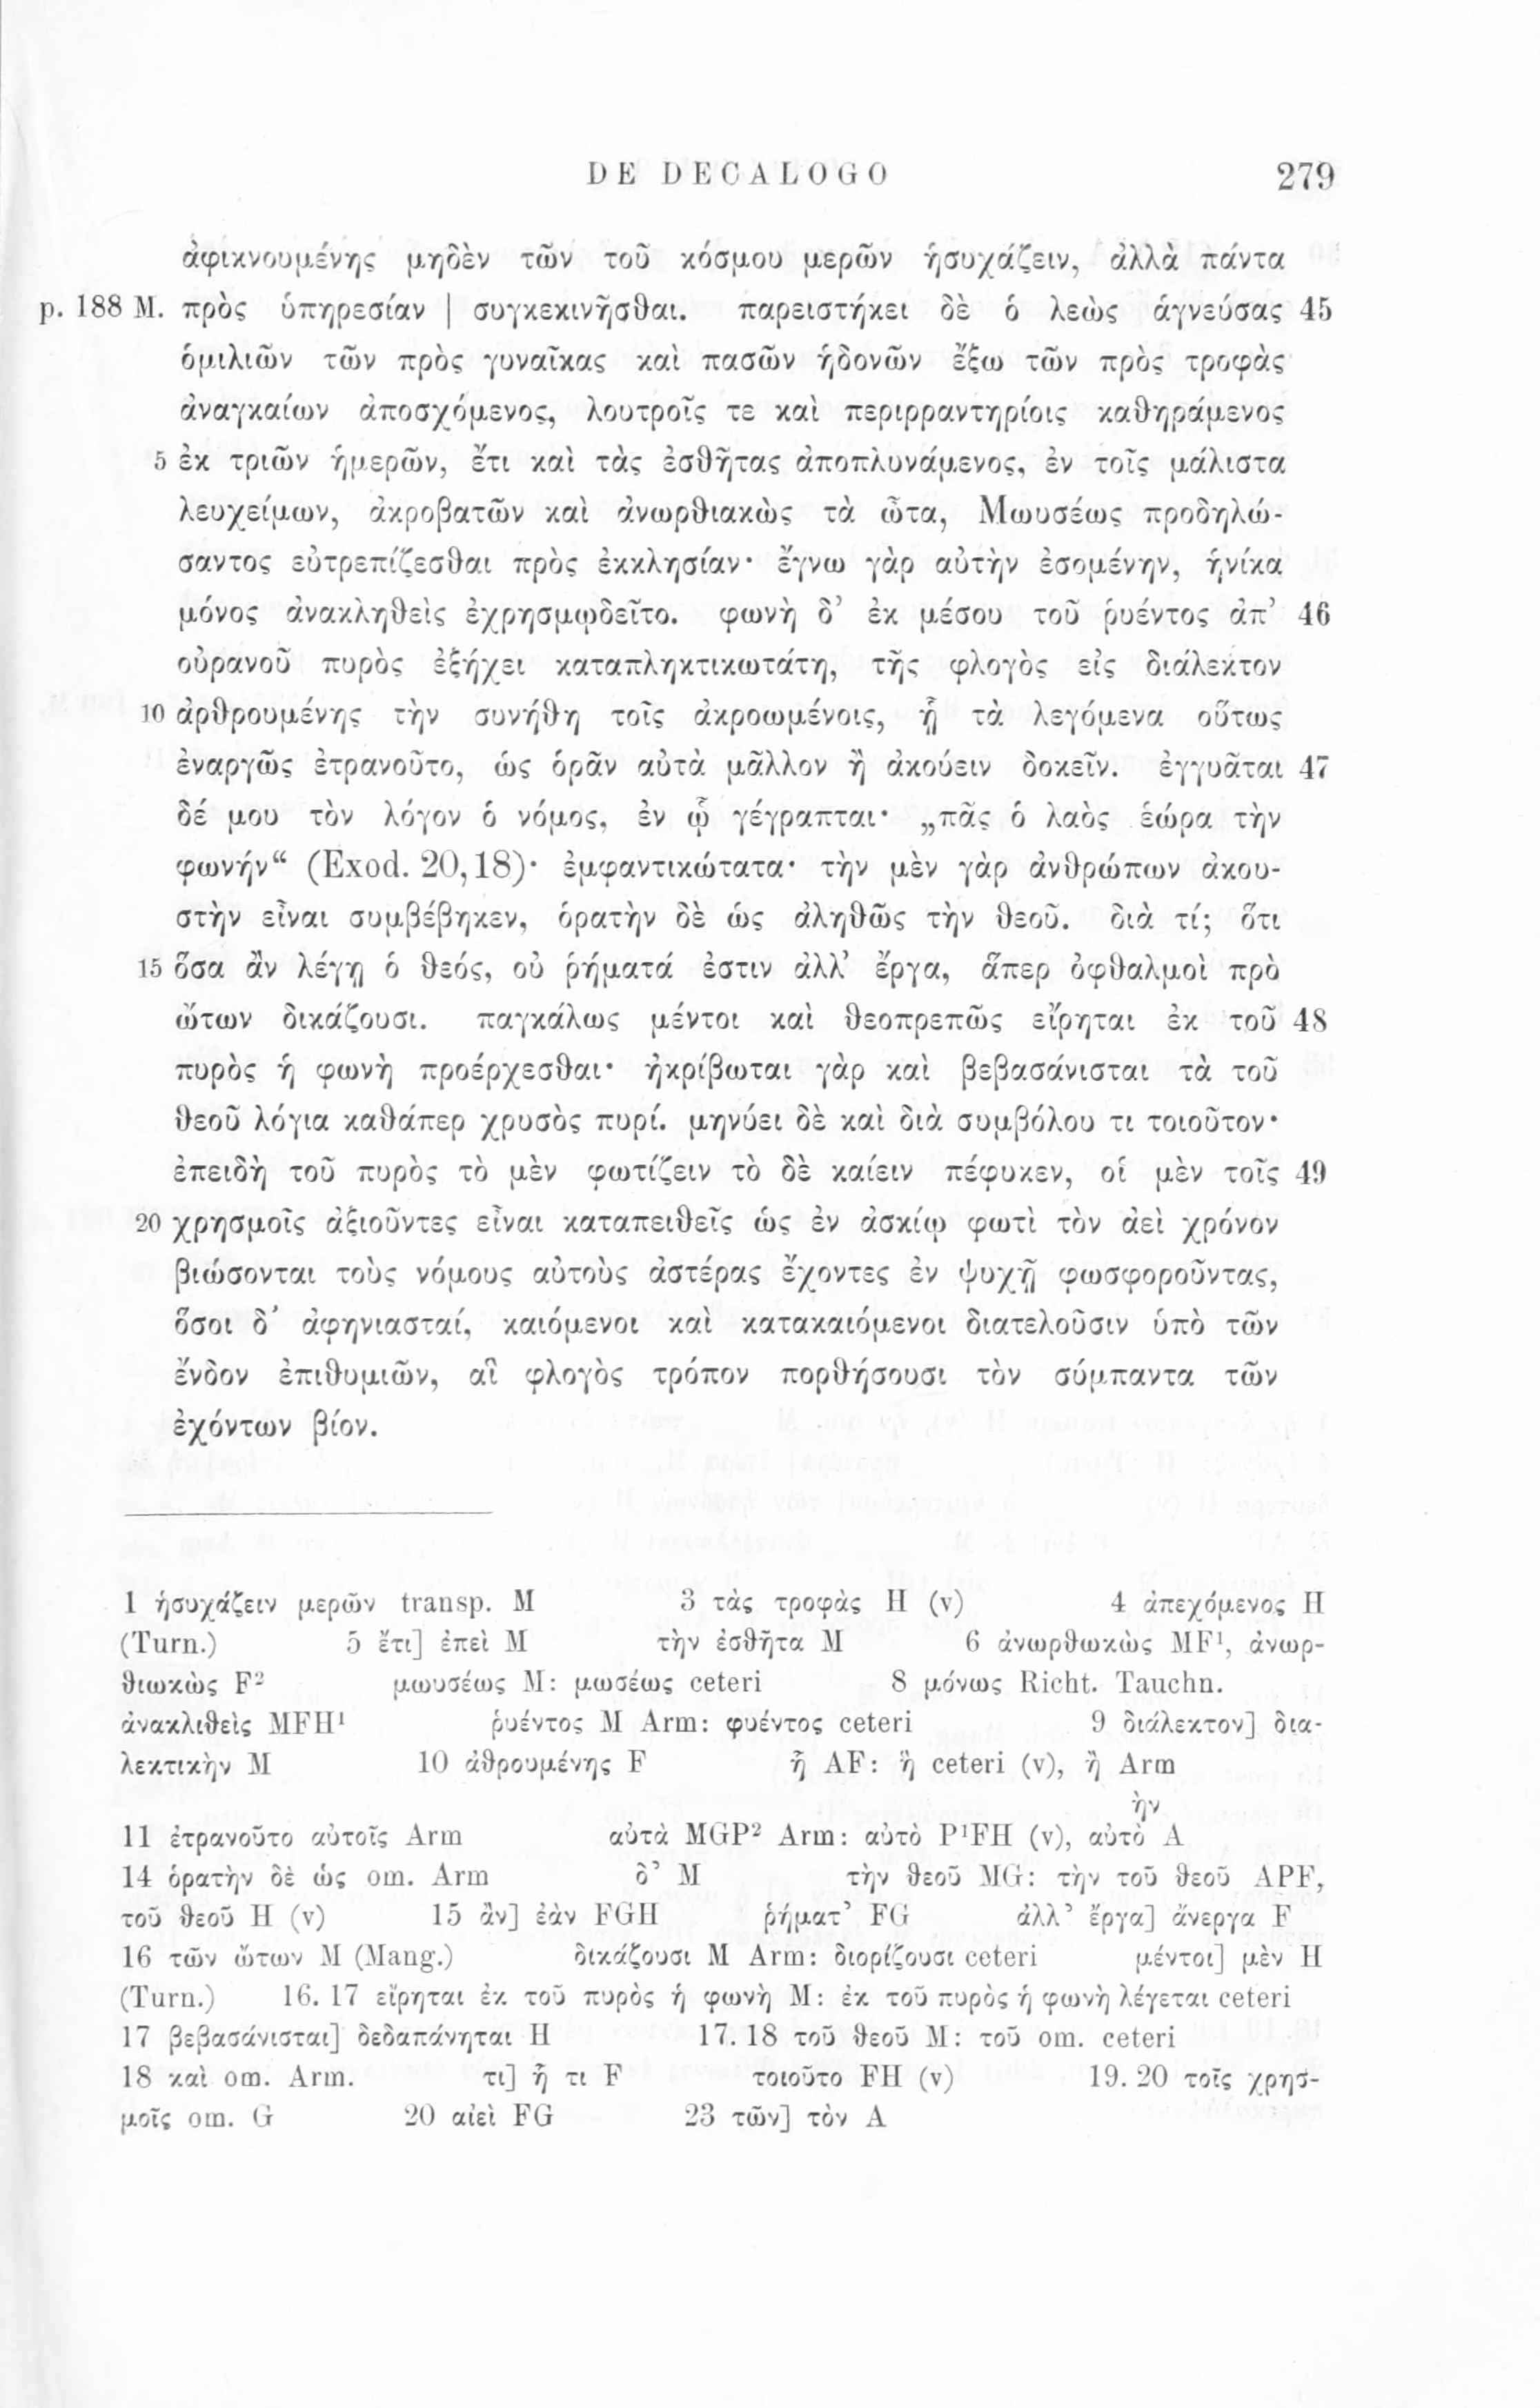 DE DECALOGO 279
ἀφικνουμένης μηδὲν τῶν τοῦ κόσμου μερῶν ἡσυχάζειν, ἀλλὰ πάντα
p. 188 M. πρὸς ὑπηρεσίαν | συγκεκινῆσθαι. παρειστήκει δὲ ὁ λεὼς ἁγνεύσας 45
ὁμιλιῶν τῶν πρὸς γυναῖκας καὶ πασῶν ἡδονῶν ἔξω τῶν πρὸς τροφὰς
ἀναγκαίων ἀποσχόμενος, λουτροῖς τε καὶ περιρραντηρίοις καθηράμενος
5 ἐκ τριῶν ἡμερῶν, ἔτι καὶ τὰς ἐσθῆτας ἀποπλυνάμενος, ἐν τοῖς μάλιστα
λευχείμων, ἀκροβατῶν καὶ ἀνωρθιακὼς τὰ ὦτα, Μωυσέως προδηλώ-
σαντος εὐτρεπίζεσθαι πρὸς ἐκκλησίαν· ἔγνω γὰρ αὐτὴν ἐσομένην, ἡνίκα
μόνος ἀνακληθεὶς ἐχρησμῳδεῖτο. φωνὴ δ’ ἐκ μέσου τοῦ ῥυέντος ἀπ’ 46
οὐρανοῦ πυρὸς ἐξήχει καταπληκτικωτάτη, τῆς φλογὸς εἰς διάλεκτον
10 ἀρθρουμένης τὴν συνήθη τοῖς ἀκροωμένοις, ᾗ τὰ λεγόμενα οὕτως
ἐναργῶς ἐτρανοῦτο, ὡς ὁρᾶν αὐτὰ μᾶλλον ἢ ἀκούειν δοκεῖν. ἐγγυᾶται 47
δέ μου τὸν λόγον ὁ νόμος, ἐν ᾧ γέγραπται· „πᾶς ὁ λαὸς ἑώρα τὴν
φωνήν“ (Exod. 20,18)· ἐμφαντικώτατα· τὴν μὲν γὰρ ἀνθρώπων ἀκου-
στὴν εἶναι συμβέβηκεν, ὁρατὴν δὲ ὡς ἀληθῶς τὴν θεοῦ. διὰ τί; ὅτι
15 ὅσα ἂν λέγῃ ὁ θεός, οὐ ῥήματά ἐστιν ἀλλ’ ἔργα, ἅπερ ὀφθαλμοὶ πρὸ
ὤτων δικάζουσι. παγκάλως μέντοι καὶ θεοπρεπῶς εἴρηται ἐκ τοῦ 48
πυρὸς ἡ φωνὴ προέρχεσθαι· ἠκρίβωται γὰρ καὶ βεβασάνισται τὰ τοῦ
θεοῦ λόγια καθάπερ χρυσὸς πυρί. μηνύει δὲ καὶ διὰ συμβόλου τι τοιοῦτον·
ἐπειδὴ τοῦ πυρὸς τὸ μὲν φωτίζειν τὸ δὲ καίειν πέφυκεν, οἱ μὲν τοῖς 49
20 χρησμοῖς ἀξιοῦντες εἶναι καταπειθεῖς ὡς ἐν ἀσκίῳ φωτὶ τὸν ἀεὶ χρόνον
βιώσονται τοὺς νόμους αὐτοὺς ἀστέρας ἔχοντες ἐν ψυχῇ φωσφοροῦντας,
ὅσοι δ’ ἀφηνιασταί, καιόμενοι καὶ κατακαιόμενοι διατελοῦσιν ὑπὸ τῶν
ἔνδον ἐπιθυμιῶν, αἳ φλογὸς τρόπον πορθήσουσι τὸν σύμπαντα τῶν
ἐχόντων βίον.
1 ἡσυχάζειν μερῶν transp. M 3 τὰς τροφὰς H (v) 4 ἀπεχόμενος H
(Turn.) 5 ἔτι] ἐπεὶ M τὴν ἐσθῆτα M 6 ἀνωρθωκὼς MF¹, ἀνωρ-
θιωκὼς F² μωυσέως M: μωσέως ceteri 8 μόνως Richt. Tauchn.
ἀνακλιθεὶς MFH¹ ῥυέντος M Arm: φυέντος ceteri 9 διάλεκτον] δια-
λεκτικὴν M 10 ἀθρουμένης F ᾗ AF: ἣ ceteri (v), ἢ Arm
ἣν
11 ἐτρανοῦτο αὐτοῖς Arm αὐτὰ MGP² Arm: αὐτὸ P¹FH (v), αὐτὸ A
14 ὁρατὴν δὲ ὡς om. Arm δ’ M τὴν θεοῦ MG: τὴν τοῦ θεοῦ APF,
τοῦ θεοῦ H (v) 15 ἂν] ἐὰν FGH ῥήματ’ FG ἀλλ’ ἔργα] ἄνεργα F
16 τῶν ὤτων M (Mang.) δικάζουσι M Arm: διορίζουσι ceteri μέντοι] μὲν H
(Turn.) 16. 17 εἴρηται ἐκ τοῦ πυρὸς ἡ φωνὴ M: ἐκ τοῦ πυρὸς ἡ φωνὴ λέγεται ceteri
17 βεβασάνισται] δεδαπάνηται H 17. 18 τοῦ θεοῦ M: τοῦ om. ceteri
18 καὶ om. Arm. τι] ἤ τι F τοιοῦτο FH (v) 19. 20 τοῖς χρησ-
μοῖς om. G 20 αἰεὶ FG 23 τῶν] τὸν A